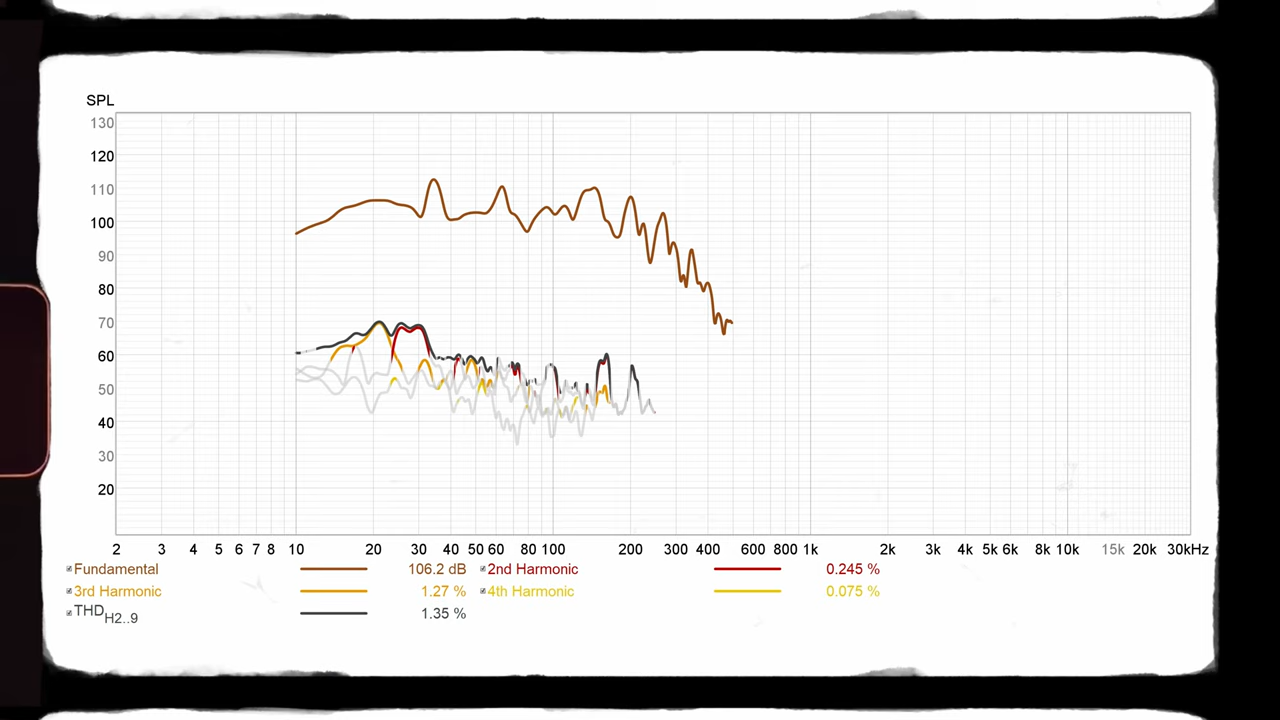 SPL
130
120
110
100
90
80
70
60
50
40
30
20
2 3 4 5 6 7 8 10 20 30 40 50 60 80 100 200 300 400 600 800 1k 2k 3k 4k 5k 6k 8k 10k 15k 20k 30kHz
Fundamental 106.2 dB 2nd Harmonic 0.245 %
3rd Harmonic 1.27 % 4th Harmonic 0.075 %
THD H2..9 1.35 %